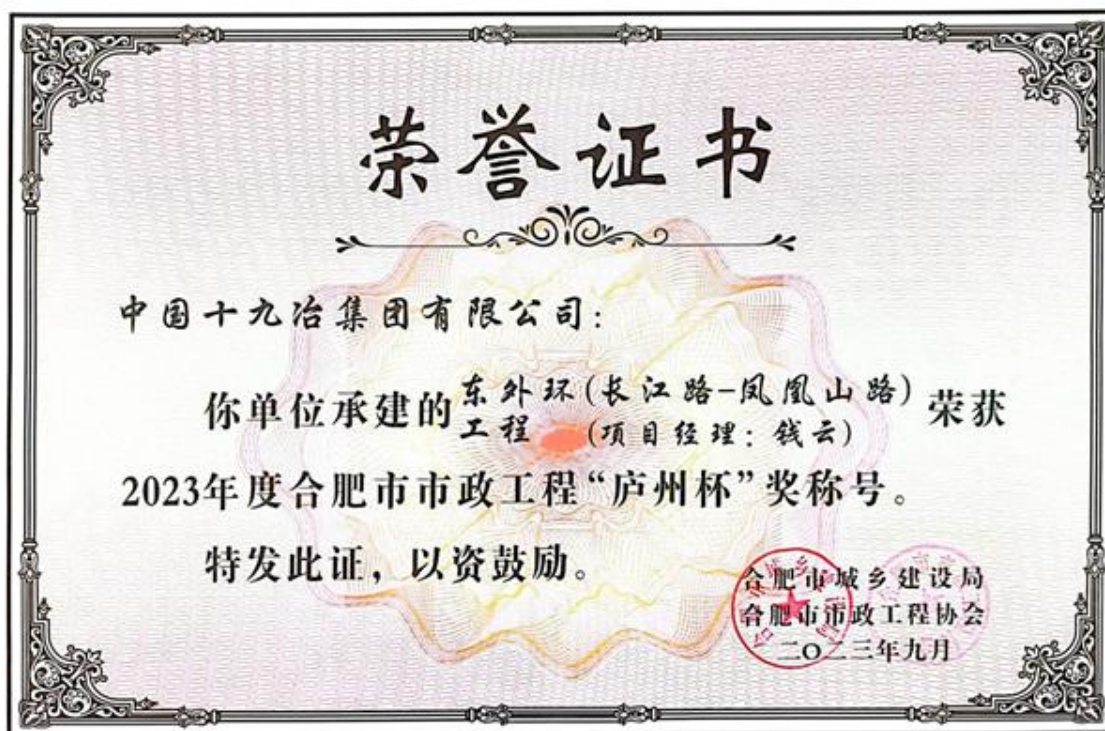 荣誉证书
中国十九冶集团有限公司:
你单位承建的东外环(长江路-凤凰山路)工程(项目经理:钱云)荣获
2023年度合肥市市政工程“庐州杯”奖称号。
特发此证,以资鼓励。
合肥市城乡建设局
合肥市市政工程协会
二〇二三年九月